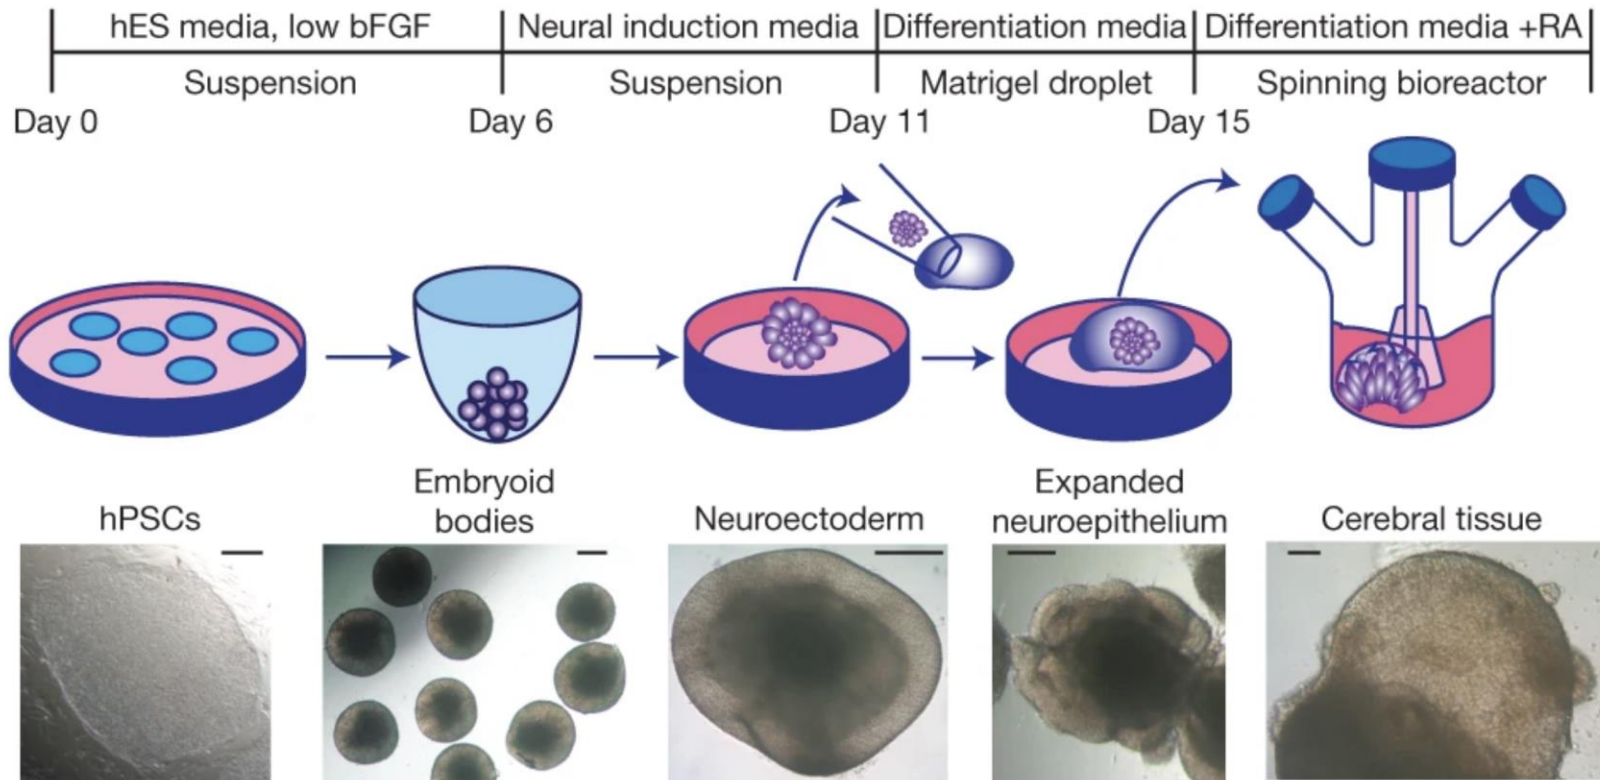 hES media, low bFGF
Neural induction media
Differentiation media
Differentiation media +RA
Suspension
Suspension
Matrigel droplet
Spinning bioreactor
Day 0
Day 6
Day 11
Day 15
hPSCs
Embryoid
bodies
Neuroectoderm
Expanded
neuroepithelium
Cerebral tissue